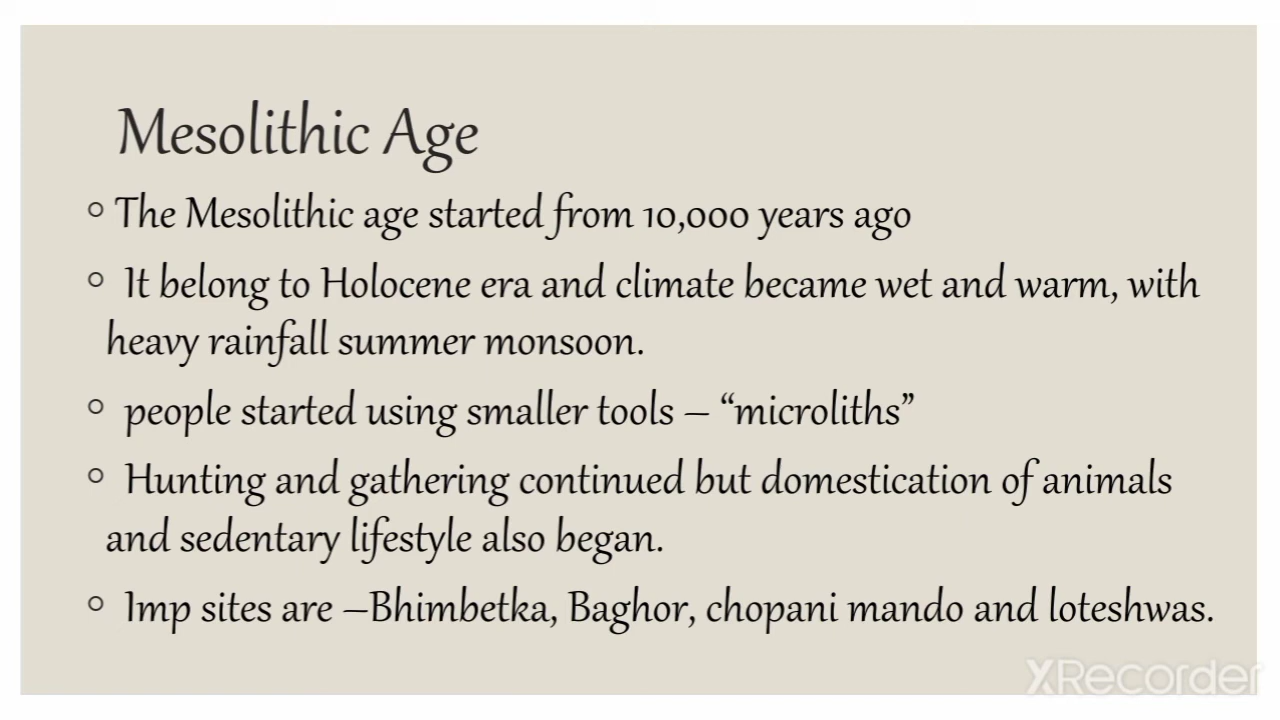 Mesolithic Age
◦ The Mesolithic age started from 10,000 years ago
◦ It belong to Holocene era and climate became wet and warm, with
heavy rainfall summer monsoon.
◦ people started using smaller tools – “microliths”
◦ Hunting and gathering continued but domestication of animals
and sedentary lifestyle also began.
◦ Imp sites are –Bhimbetka, Baghor, chopani mando and loteshwas.
XRecorder